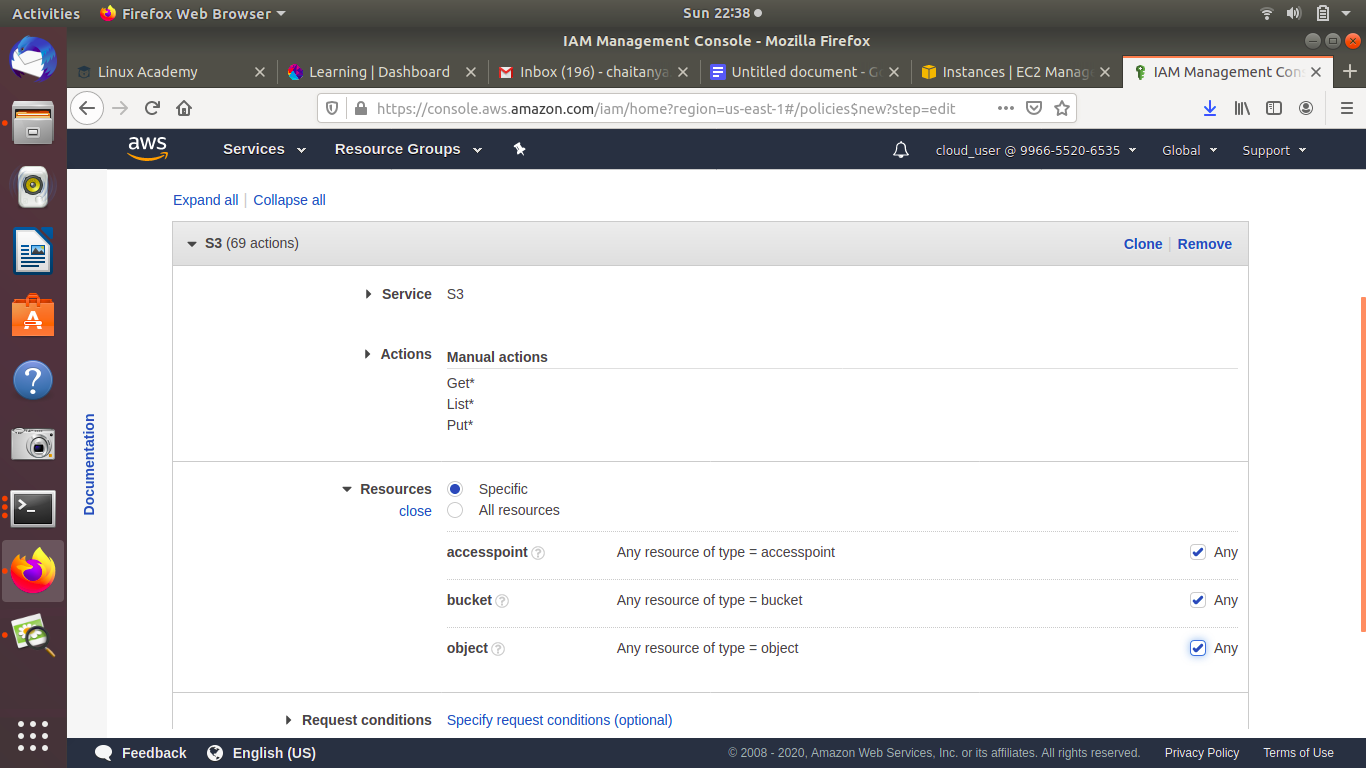 Activities Firefox Web Browser Sun 22:38
IAM Management Console - Mozilla Firefox
Linux Academy Learning | Dashboard Inbox (196) - chaitanya Untitled document - G Instances | EC2 Manag IAM Management Con
https://console.aws.amazon.com/iam/home?region=us-east-1#/policies$new?step=edit
aws Services Resource Groups cloud_user @ 9966-5520-6535 Global Support
Documentation
Expand all | Collapse all
S3 (69 actions) Clone | Remove
Service S3
Actions Manual actions
Get*
List*
Put*
Resources Specific
close All resources
accesspoint ? Any resource of type = accesspoint Any
bucket ? Any resource of type = bucket Any
object ? Any resource of type = object Any
Request conditions Specify request conditions (optional)
Feedback English (US) © 2008 - 2020, Amazon Web Services, Inc. or its affiliates. All rights reserved. Privacy Policy Terms of Use